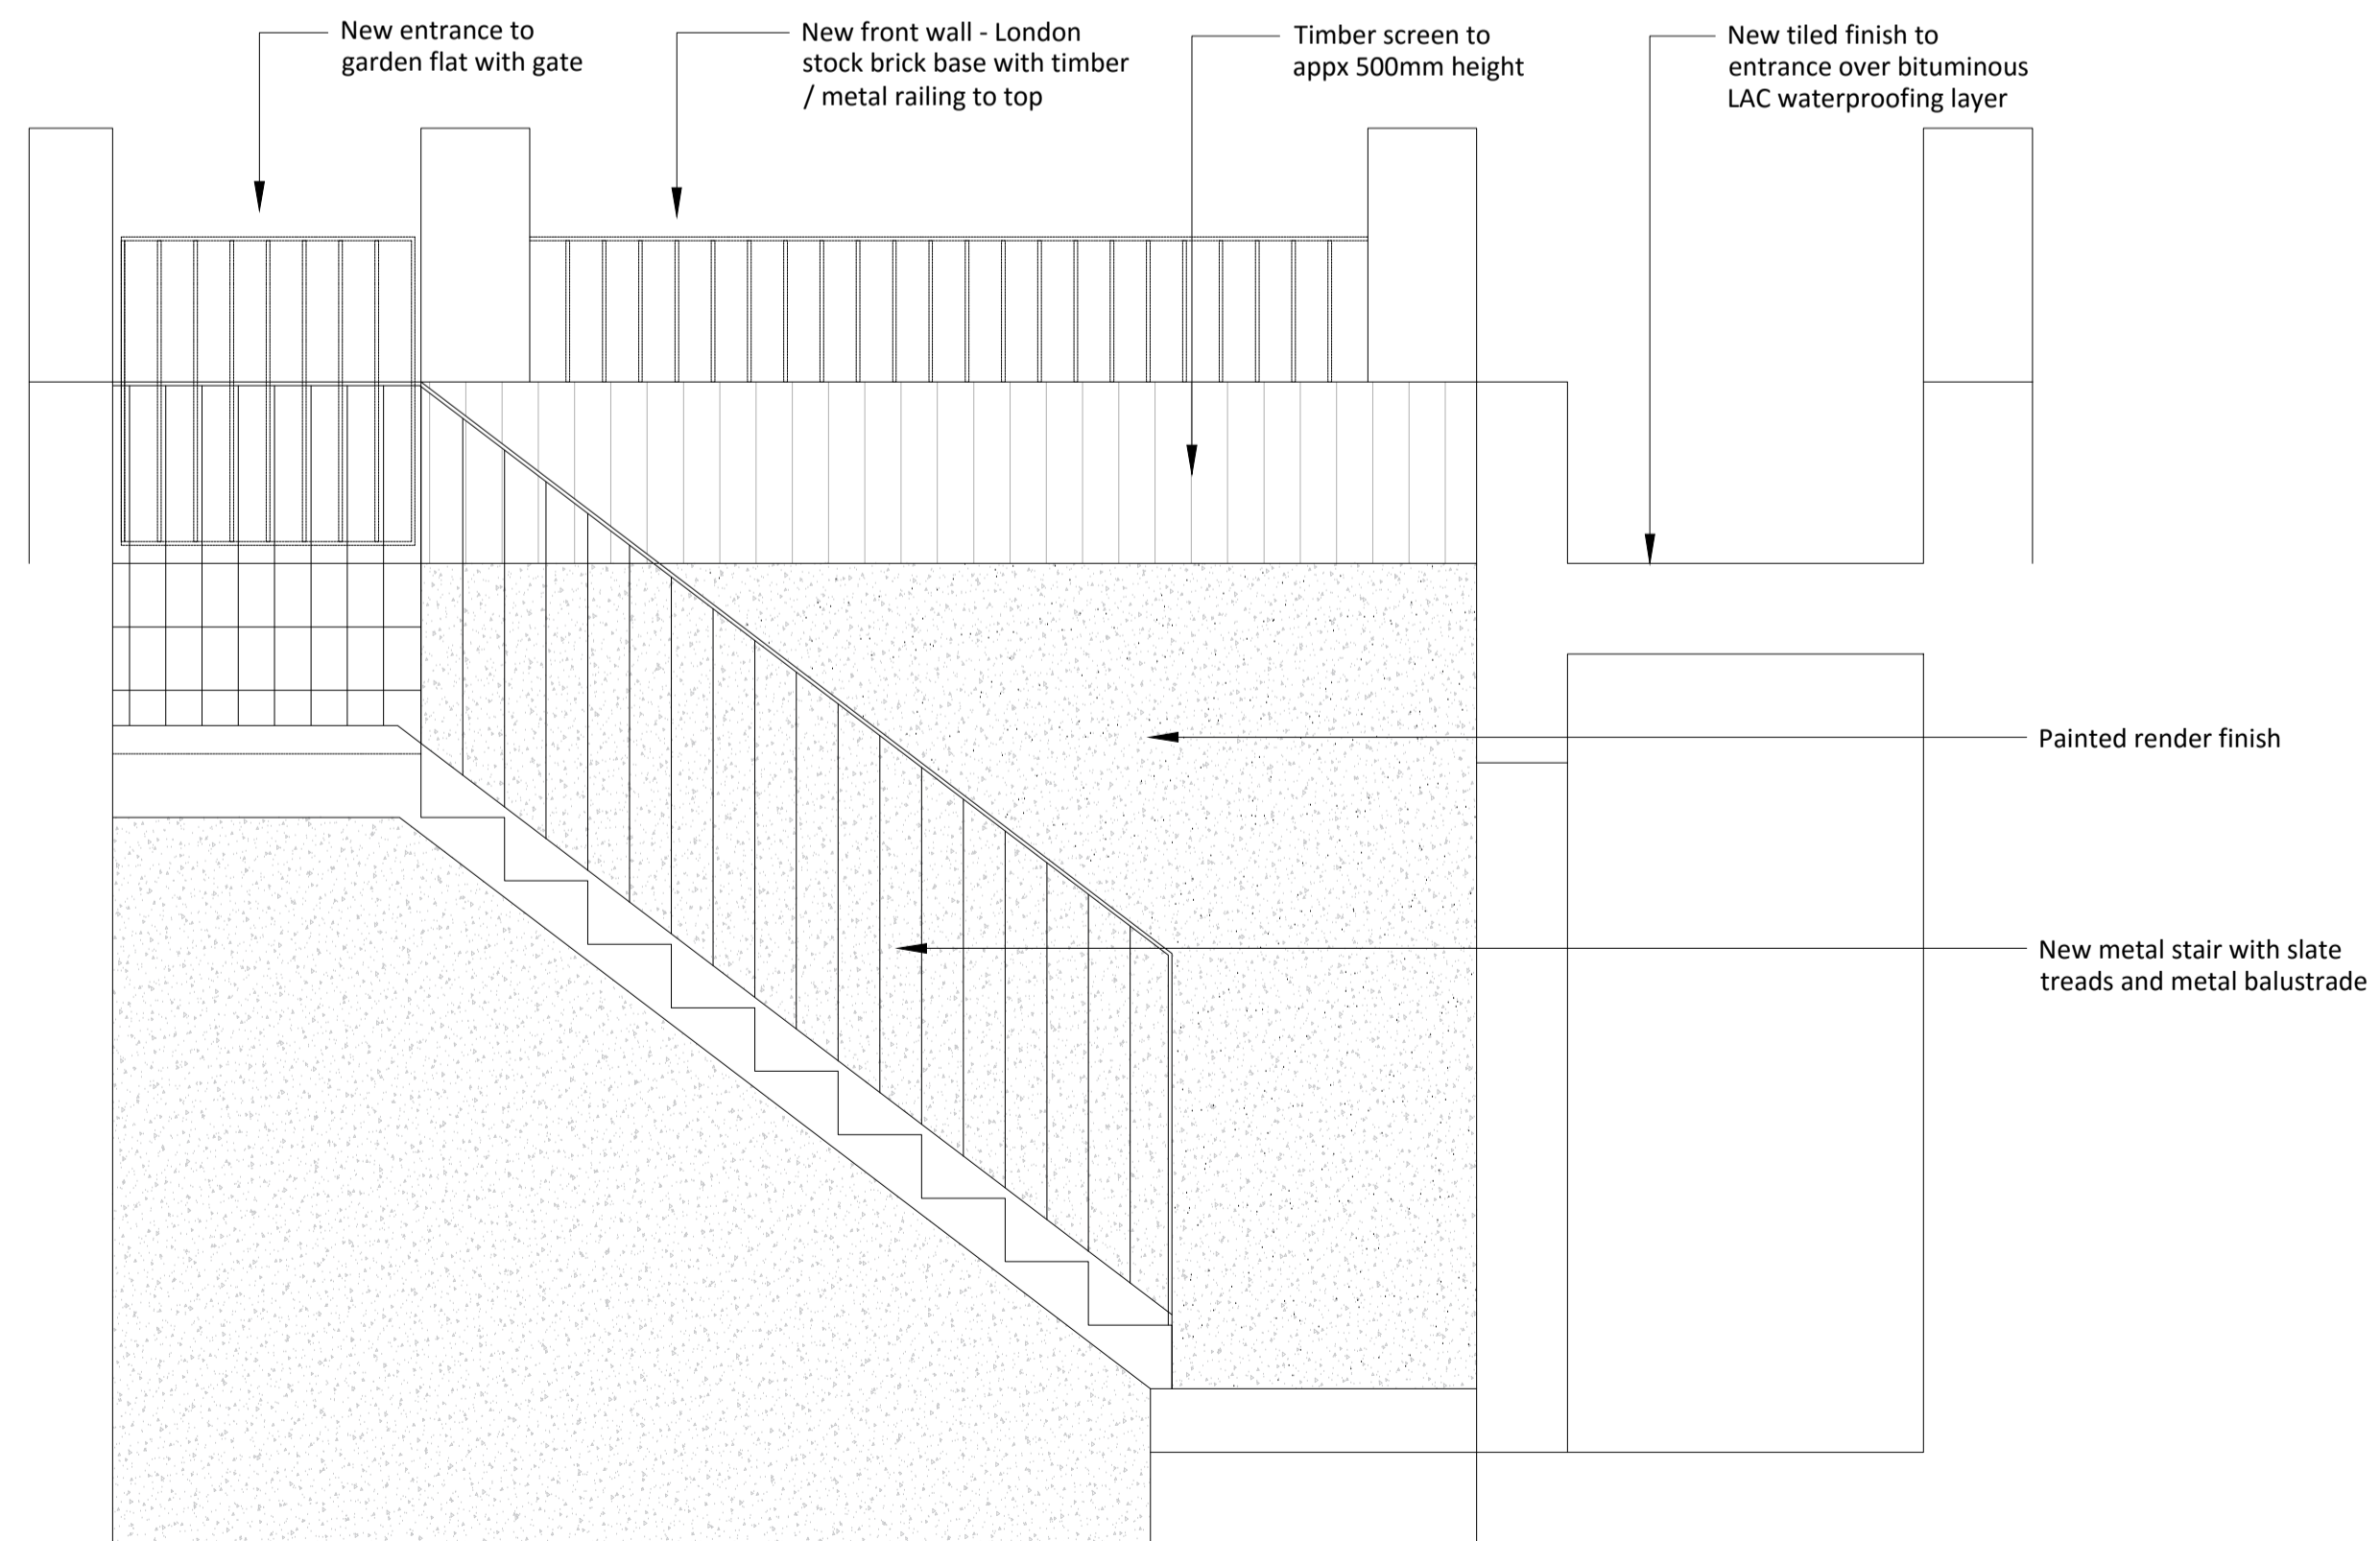 New entrance to
garden flat with gate
New front wall - London
stock brick base with timber
/ metal railing to top
Timber screen to
appx 500mm height
New tiled finish to
entrance over bituminous
LAC waterproofing layer
Painted render finish
New metal stair with slate
treads and metal balustrade